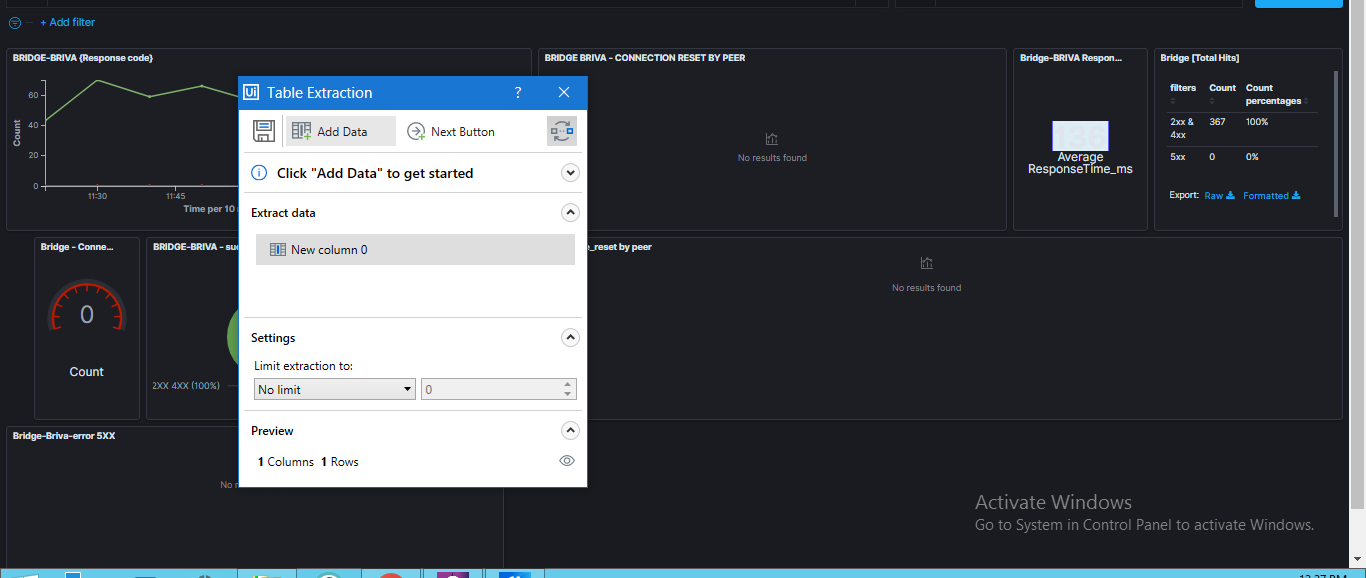 + Add filter
BRIDGE-BRIVA {Response code}
60
40
20
0
Count
11:30
11:45
Time per 10
BRIDGE BRIVA - CONNECTION RESET BY PEER
No results found
Bridge-BRIVA Respon...
36
Average
ResponseTime_ms
Bridge [Total Hits]
filters Count Count percentages
2xx & 4xx 367 100%
5xx 0 0%
Export: Raw Formatted
Ui Table Extraction ? ×
Add Data Next Button
Click "Add Data" to get started
Extract data
New column 0
Settings
Limit extraction to:
No limit 0
Preview
1 Columns 1 Rows
Bridge - Conne...
0
Count
BRIDGE-BRIVA - suc
2XX 4XX (100%)
_reset by peer
No results found
Bridge-Briva-error 5XX
No r
Activate Windows
Go to System in Control Panel to activate Windows.